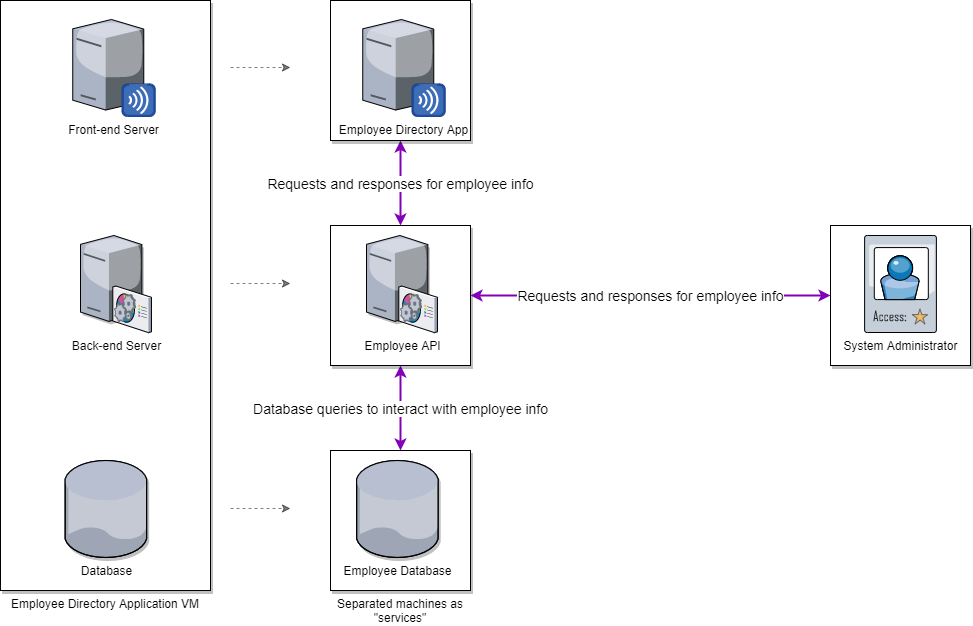 Front-end Server
Employee Directory App
Requests and responses for employee info
Back-end Server
Employee API
Requests and responses for employee info
Access:
System Administrator
Database queries to interact with employee info
Database
Employee Database
Employee Directory Application VM
Separated machines as
"services"